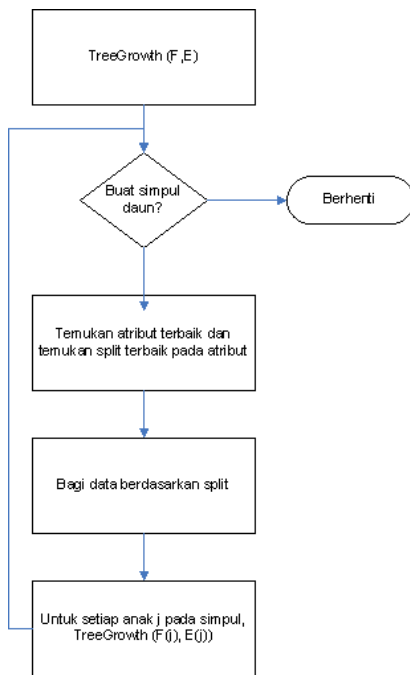 TreeGrowth (F,E)
Buat simpul
daun?
Berhenti
Temukan atribut terbaik dan
temukan split terbaik pada atribut
Bagi data berdasarkan split
Untuk setiap anak j pada simpul,
TreeGrowth (F(j), E(j))